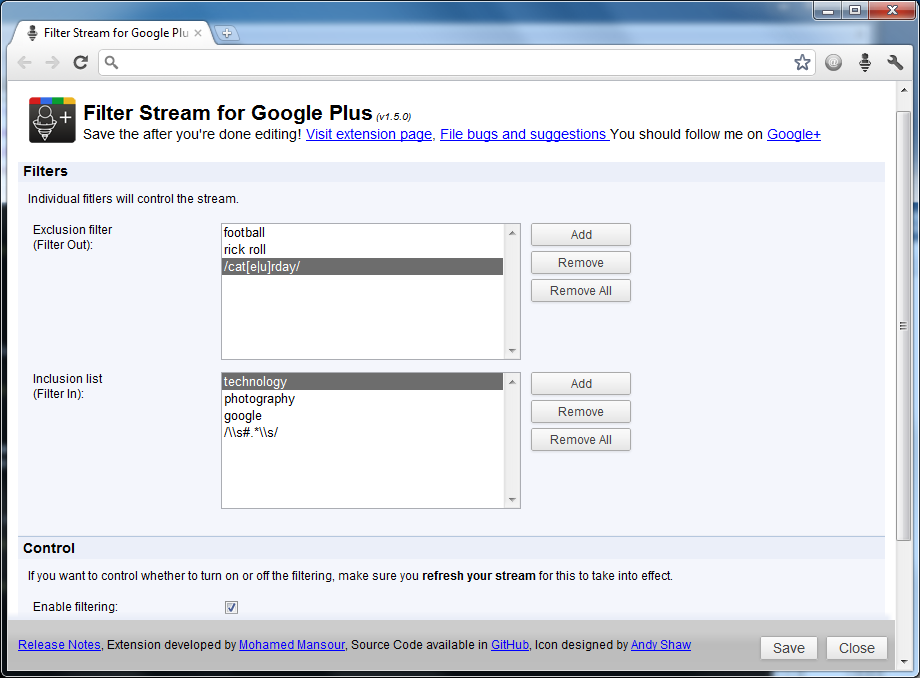 Filter Stream for Google Plu
Filter Stream for Google Plus (v1.5.0)
Save the after you're done editing! Visit extension page, File bugs and suggestions You should follow me on Google+
Filters
Individual fitlers will control the stream.
Exclusion filter
(Filter Out):
football
rick roll
/cat[e|u]rday/
Add
Remove
Remove All
Inclusion list
(Filter In):
technology
photography
google
/\\s#.*\\s/
Add
Remove
Remove All
Control
If you want to control whether to turn on or off the filtering, make sure you refresh your stream for this to take into effect.
Enable filtering:
Release Notes, Extension developed by Mohamed Mansour, Source Code available in GitHub, Icon designed by Andy Shaw
Save
Close